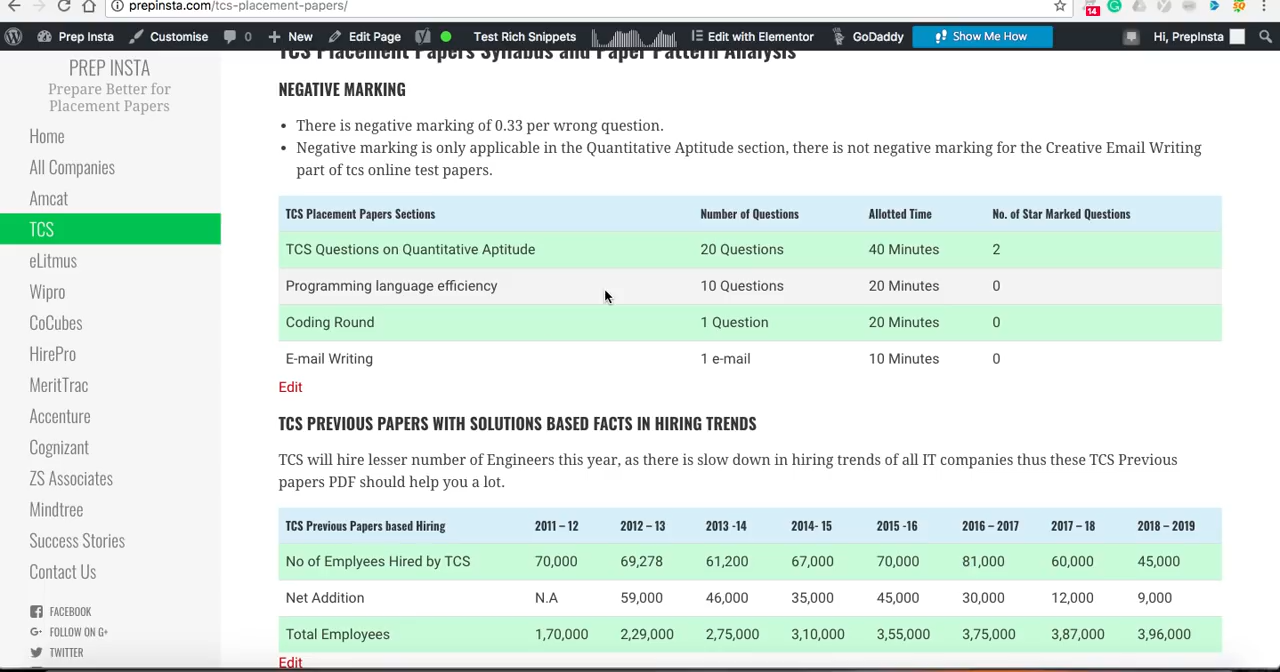 prepinsta.com/tcs-placement-papers/
14
Prep Insta
Customise
0
New
Edit Page
Test Rich Snippets
Edit with Elementor
GoDaddy
Show Me How
Hi, PrepInsta
PREP INSTA
Prepare Better for
Placement Papers
Home
All Companies
Amcat
TCS
eLitmus
Wipro
CoCubes
HirePro
MeritTrac
Accenture
Cognizant
ZS Associates
Mindtree
Success Stories
Contact Us
FACEBOOK
FOLLOW ON G+
TWITTER
TCS Placement Papers Syllabus and Paper Pattern Analysis
NEGATIVE MARKING
• There is negative marking of 0.33 per wrong question.
• Negative marking is only applicable in the Quantitative Aptitude section, there is not negative marking for the Creative Email Writing
part of tcs online test papers.
TCS Placement Papers Sections Number of Questions Allotted Time No. of Star Marked Questions
TCS Questions on Quantitative Aptitude 20 Questions 40 Minutes 2
Programming language efficiency 10 Questions 20 Minutes 0
Coding Round 1 Question 20 Minutes 0
E-mail Writing 1 e-mail 10 Minutes 0
Edit
TCS PREVIOUS PAPERS WITH SOLUTIONS BASED FACTS IN HIRING TRENDS
TCS will hire lesser number of Engineers this year, as there is slow down in hiring trends of all IT companies thus these TCS Previous
papers PDF should help you a lot.
TCS Previous Papers based Hiring 2011 – 12 2012 – 13 2013 -14 2014- 15 2015 -16 2016 – 2017 2017 – 18 2018 – 2019
No of Emplyees Hired by TCS 70,000 69,278 61,200 67,000 70,000 81,000 60,000 45,000
Net Addition N.A 59,000 46,000 35,000 45,000 30,000 12,000 9,000
Total Employees 1,70,000 2,29,000 2,75,000 3,10,000 3,55,000 3,75,000 3,87,000 3,96,000
Edit